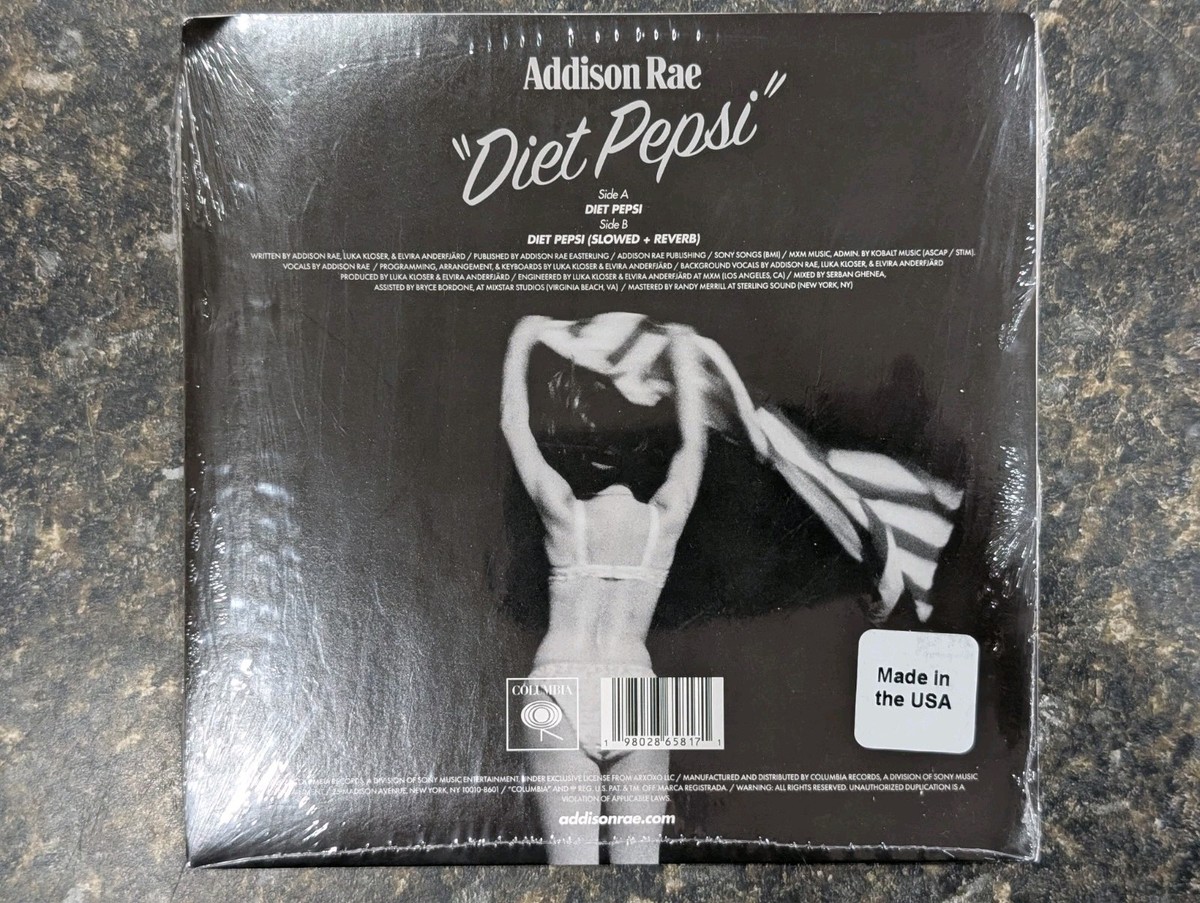 Addison Rae
"Diet Pepsi"
Side A
DIET PEPSI
Side B
DIET PEPSI (SLOWED + REVERB)
WRITTEN BY ADDISON RAE, LUKA KLOSER, & ELVIRA ANDERFJÄRD / PUBLISHED BY ADDISON RAE EASTERLING / ADDISON RAE PUBLISHING / SONY SONGS (BMI) / MXM MUSIC, ADMIN. BY KOBALT MUSIC (ASCAP / STIM).
VOCALS BY ADDISON RAE / PROGRAMMING, ARRANGEMENT, & KEYBOARDS BY LUKA KLOSER & ELVIRA ANDERFJÄRD / BACKGROUND VOCALS BY ADDISON RAE, LUKA KLOSER & ELVIRA ANDERFJÄRD
PRODUCED BY LUKA KLOSER & ELVIRA ANDERFJÄRD / ENGINEERED BY LUKA KLOSER & ELVIRA ANDERFJÄRD AT MXM (LOS ANGELES, CA) / MIXED BY SERBAN GHENEA,
ASSISTED BY BRYCE BORDONE, AT MIXSTAR STUDIOS (VIRGINIA BEACH, VA) / MASTERED BY RANDY MERRILL AT STERLING SOUND (NEW YORK, NY)
Made in
the USA
COLUMBIA
1 98028 65817 1
RECORDS, A DIVISION OF SONY MUSIC ENTERTAINMENT, UNDER EXCLUSIVE LICENSE FROM ARXOXO LLC / MANUFACTURED AND DISTRIBUTED BY COLUMBIA RECORDS, A DIVISION OF SONY MUSIC
25 MADISON AVENUE, NEW YORK, NY 10010-8601 / "COLUMBIA" AND REG. U.S. PAT. & TM. OFF. MARCA REGISTRADA. / WARNING: ALL RIGHTS RESERVED. UNAUTHORIZED DUPLICATION IS A
VIOLATION OF APPLICABLE LAWS.
addisonrae.com